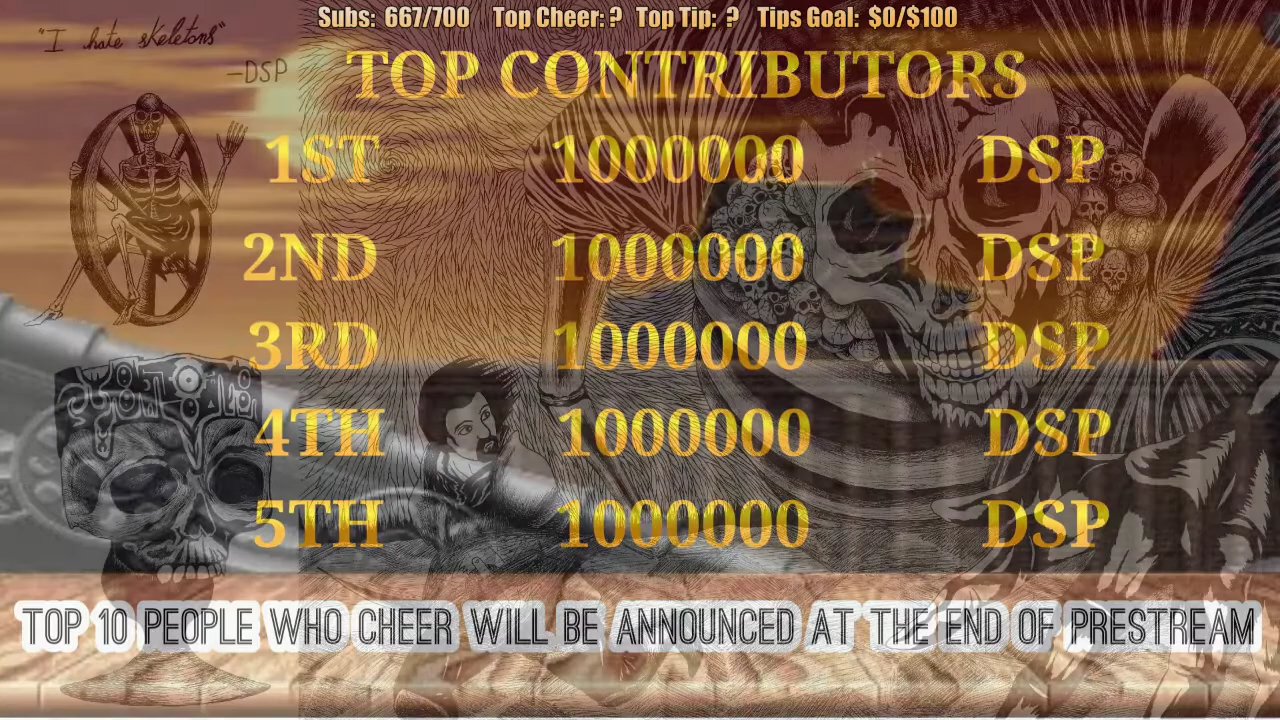 Subs: 667/700 Top Cheer: ? Top Tip: ? Tips Goal: $0/$100
"I hate skeletons"
-DSP
TOP CONTRIBUTORS
1ST 1000000 DSP
2ND 1000000 DSP
3RD 1000000 DSP
4TH 1000000 DSP
5TH 1000000 DSP
TOP 10 PEOPLE WHO CHEER WILL BE ANNOUNCED AT THE END OF PRESTREAM